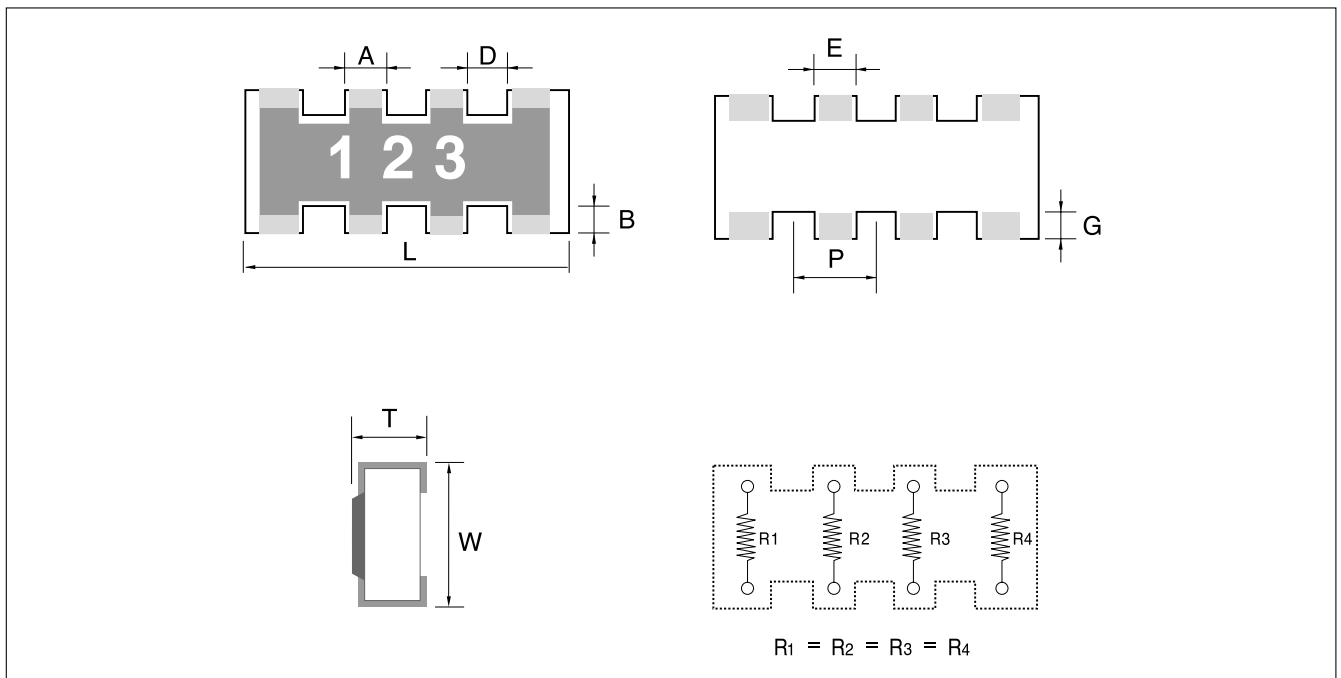 A D
E
1 2 3
B
G
L
P
T
W
R1 R2 R3 R4
R1 = R2 = R3 = R4